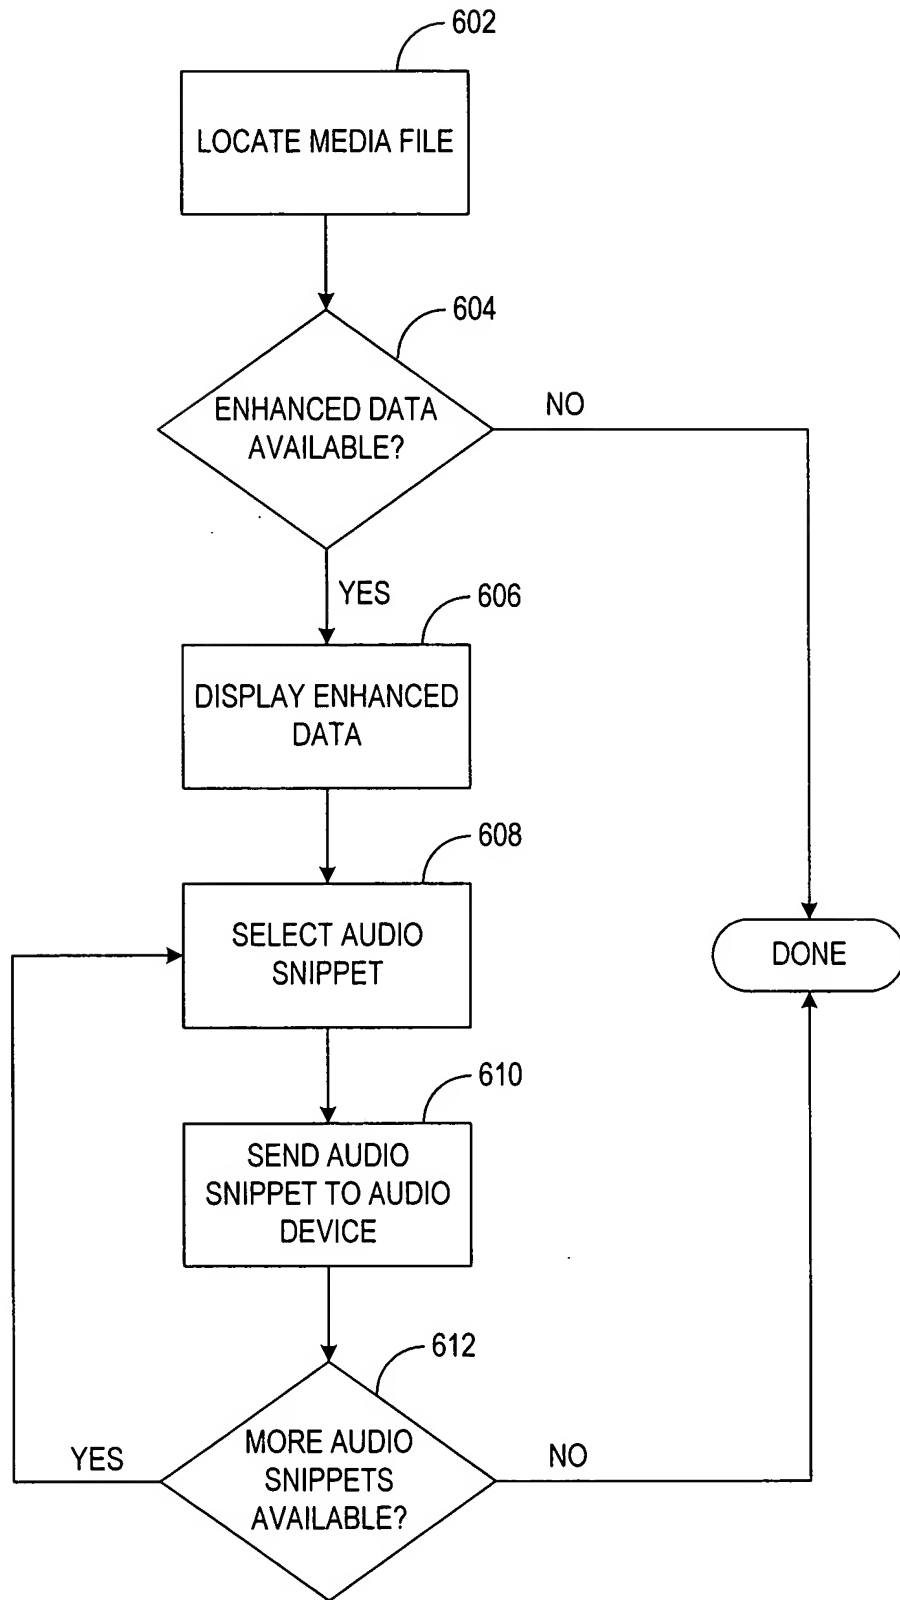 602
LOCATE MEDIA FILE
604
ENHANCED DATA
AVAILABLE?
NO
YES
606
DISPLAY ENHANCED
DATA
608
SELECT AUDIO
SNIPPET
DONE
610
SEND AUDIO
SNIPPET TO AUDIO
DEVICE
612
YES
MORE AUDIO
SNIPPETS
AVAILABLE?
NO